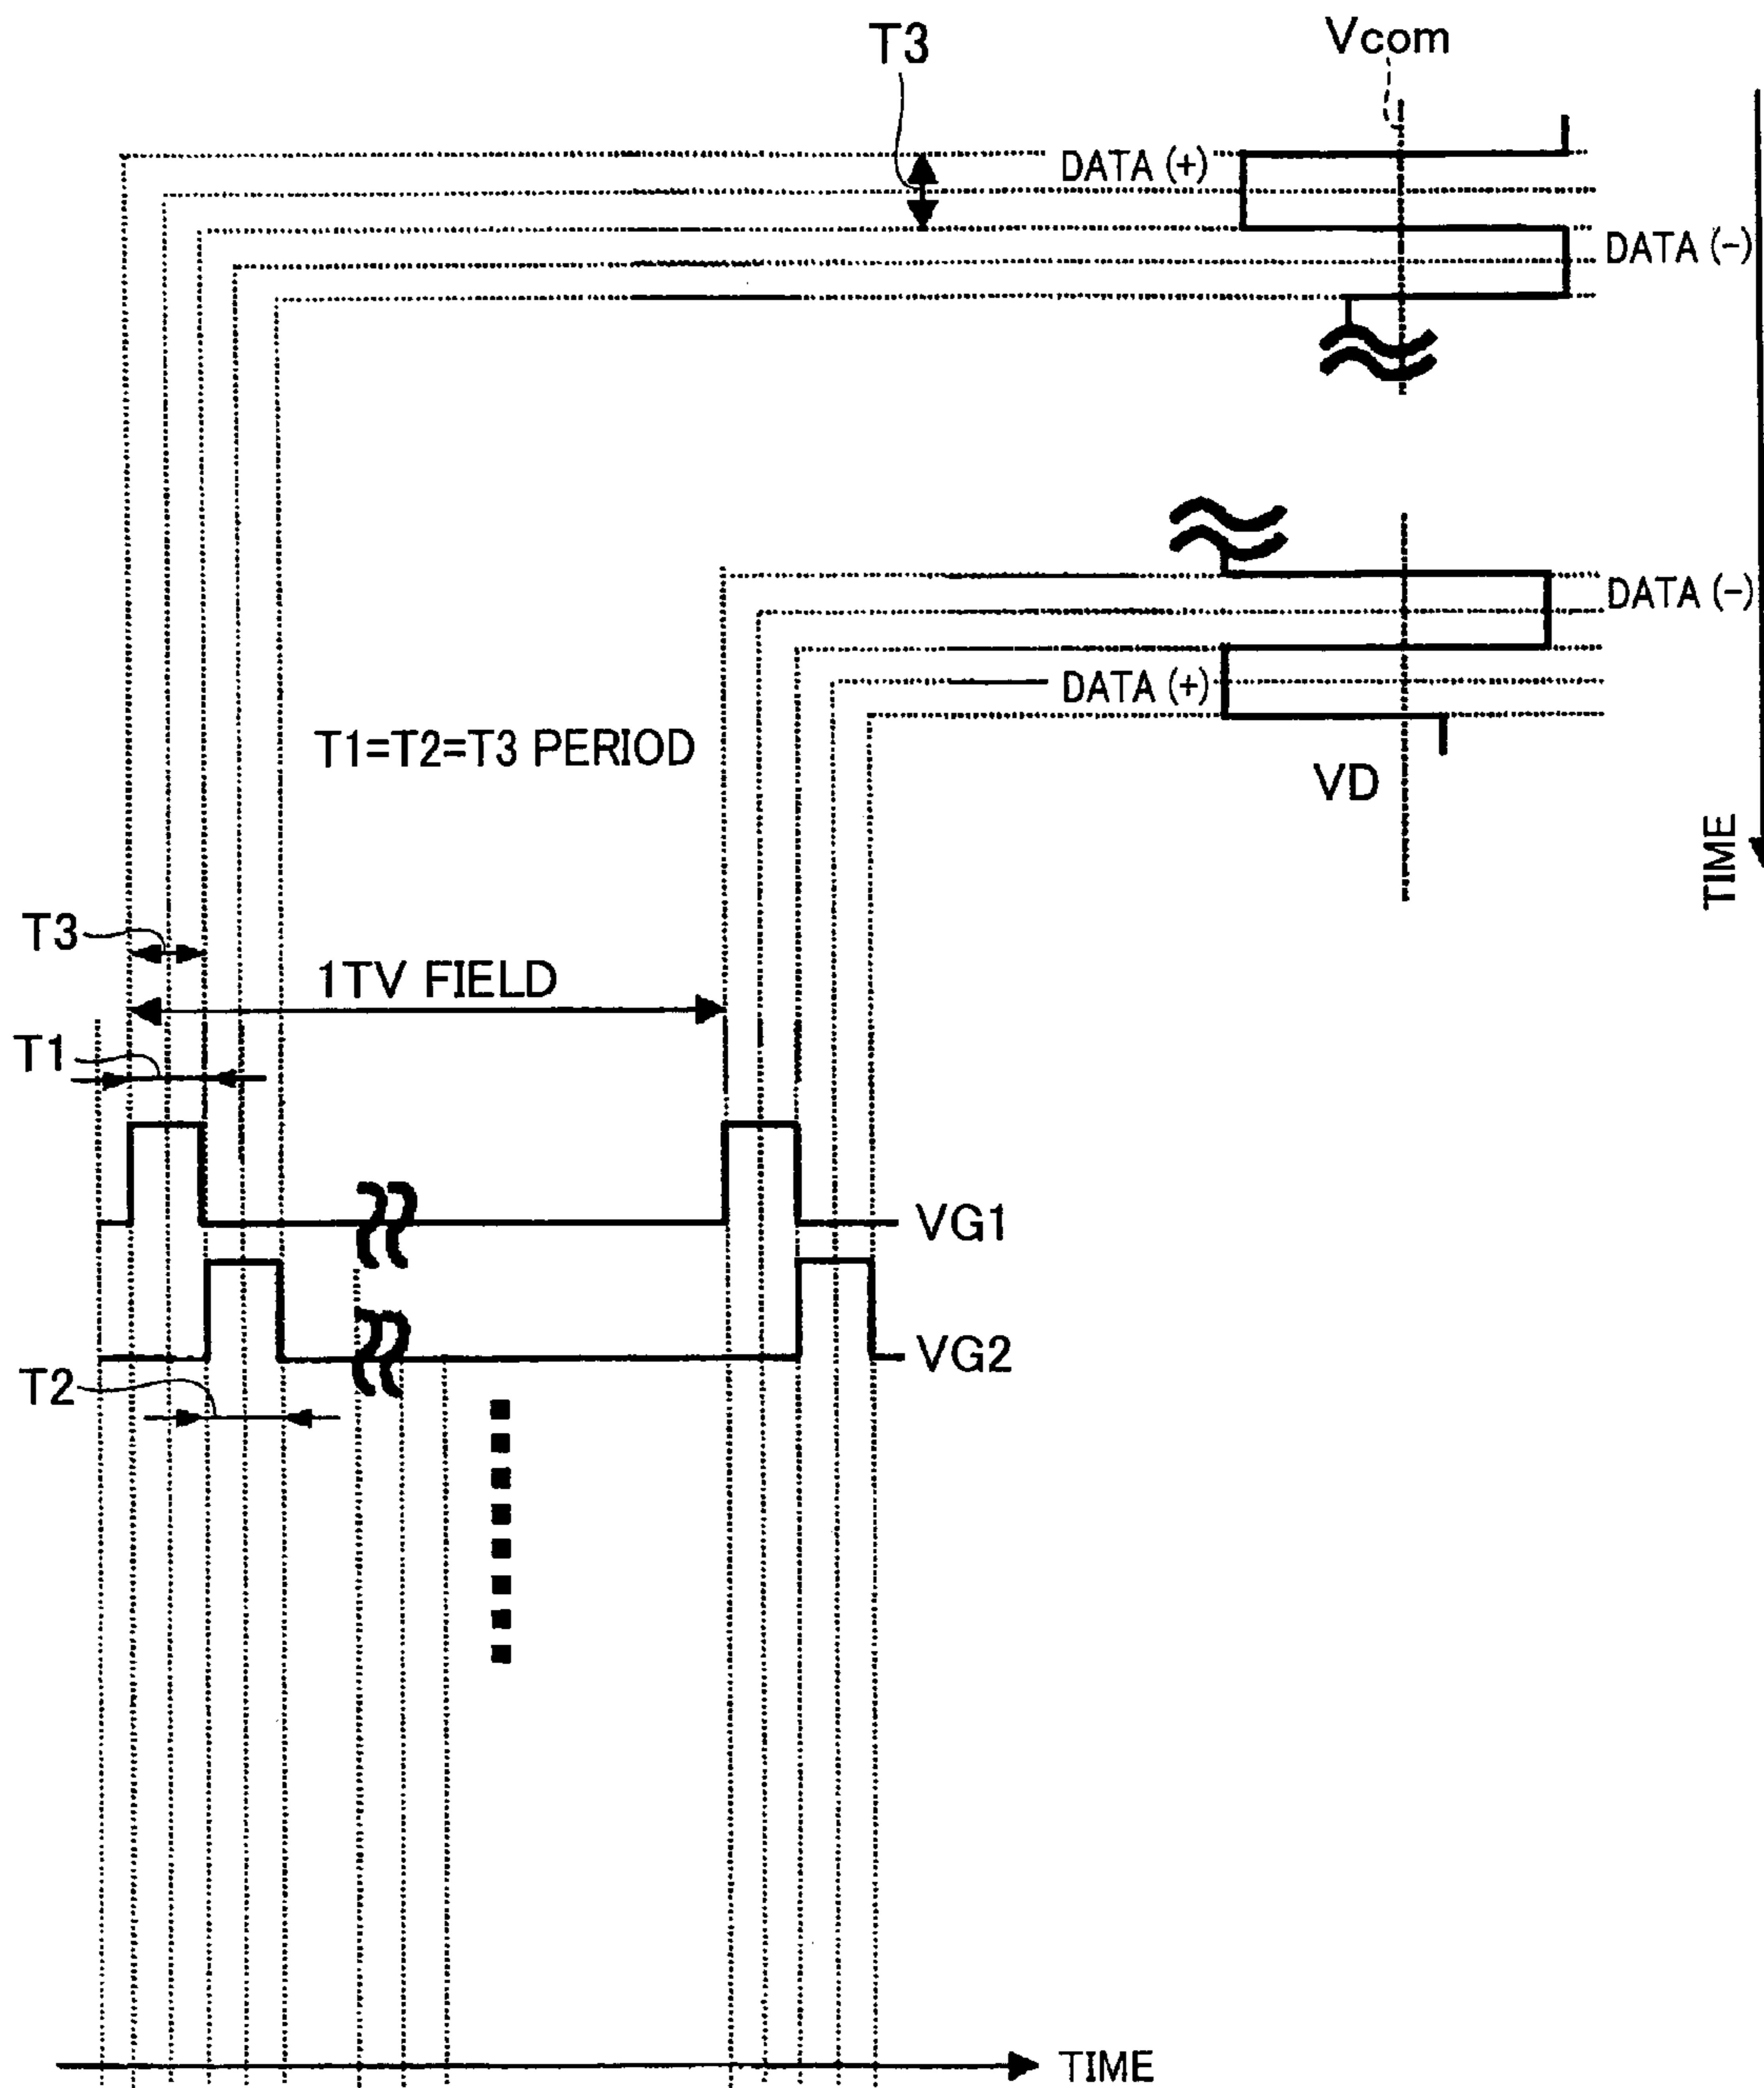 T3
Vcom
DATA (+)
DATA (-)
DATA (-)
DATA (+)
T1=T2=T3 PERIOD
VD
TIME
T3
1TV FIELD
T1
VG1
VG2
T2
TIME